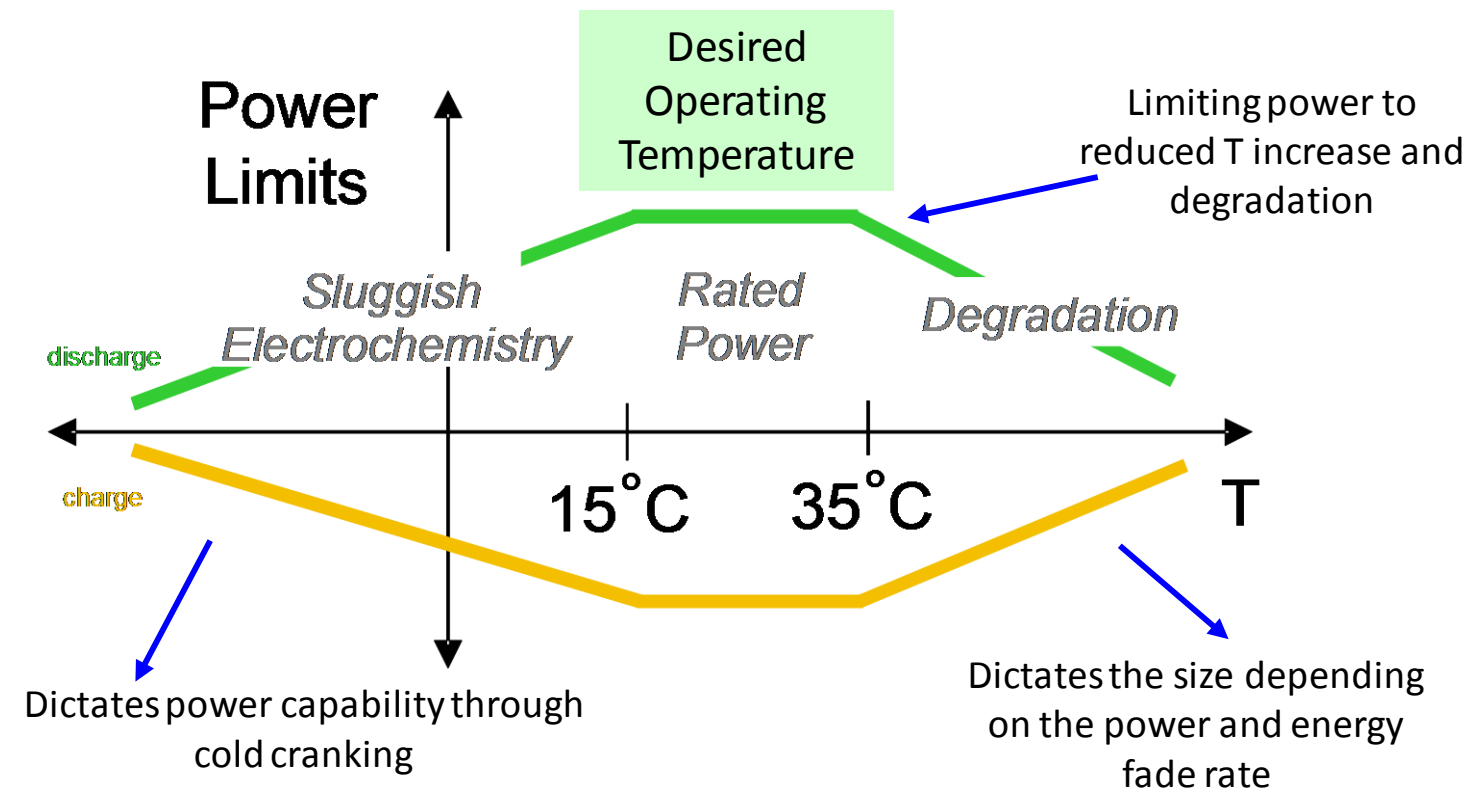 Desired
Operating
Temperature
Power
Limits
Limiting power to
reduced T increase and
degradation
Sluggish
Electrochemistry
Rated
Power
Degradation
discharge
charge
15°C
35°C
T
Dictates power capability through
cold cranking
Dictates the size depending
on the power and energy
fade rate